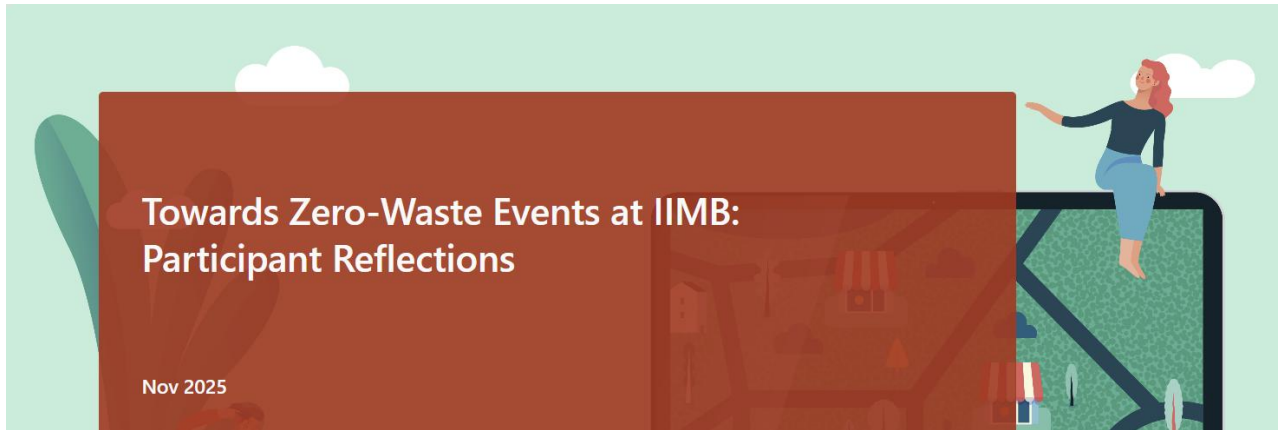 Towards Zero-Waste Events at IIMB:
Participant Reflections
Nov 2025